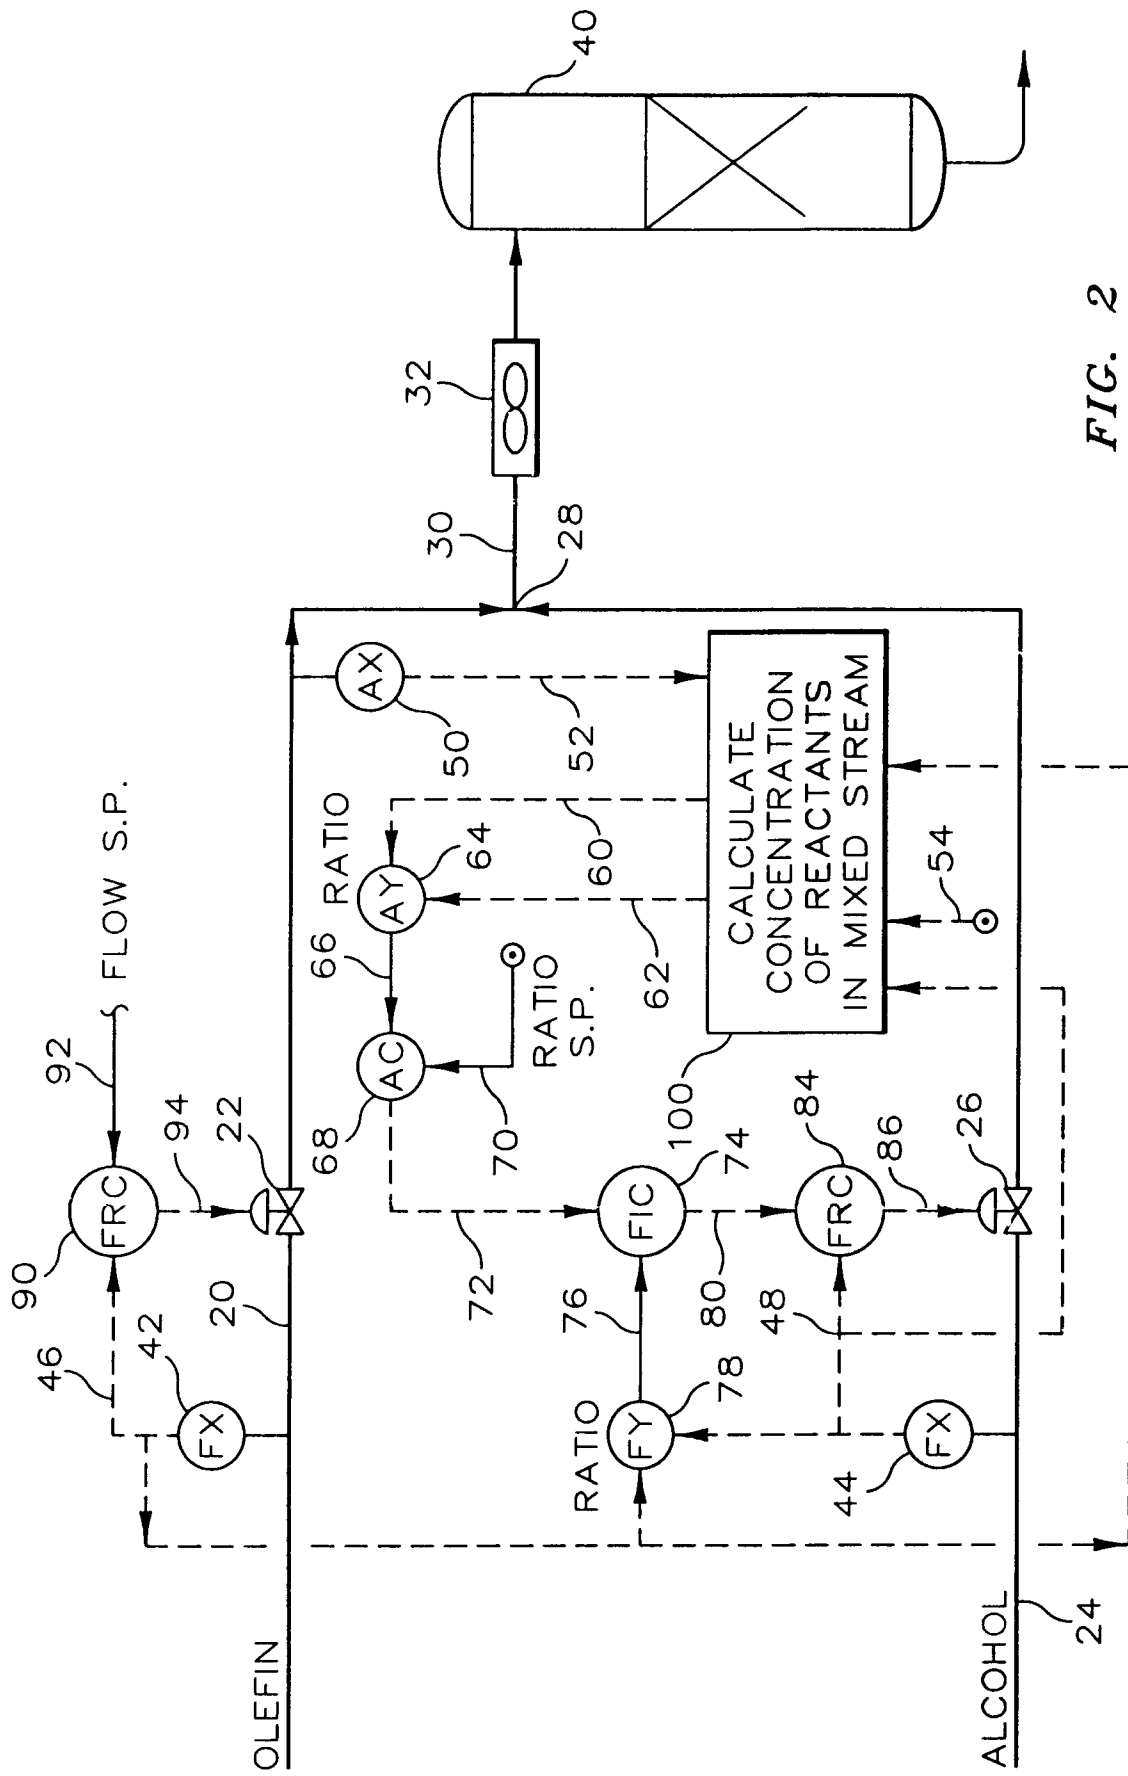 FLOW S.P.
92
90
FRC
94
46
42
FX
20
22
OLEFIN
AX
50
52
RATIO
AY
64
60
62
66
AC
68
70
RATIO
S.P.
72
30
28
32
40
CALCULATE
CONCENTRATION
OF REACTANTS
IN MIXED STREAM
100
54
FIC
74
76
RATIO
FY
78
80
FRC
84
86
48
26
FX
44
ALCOHOL
24
FIG. 2